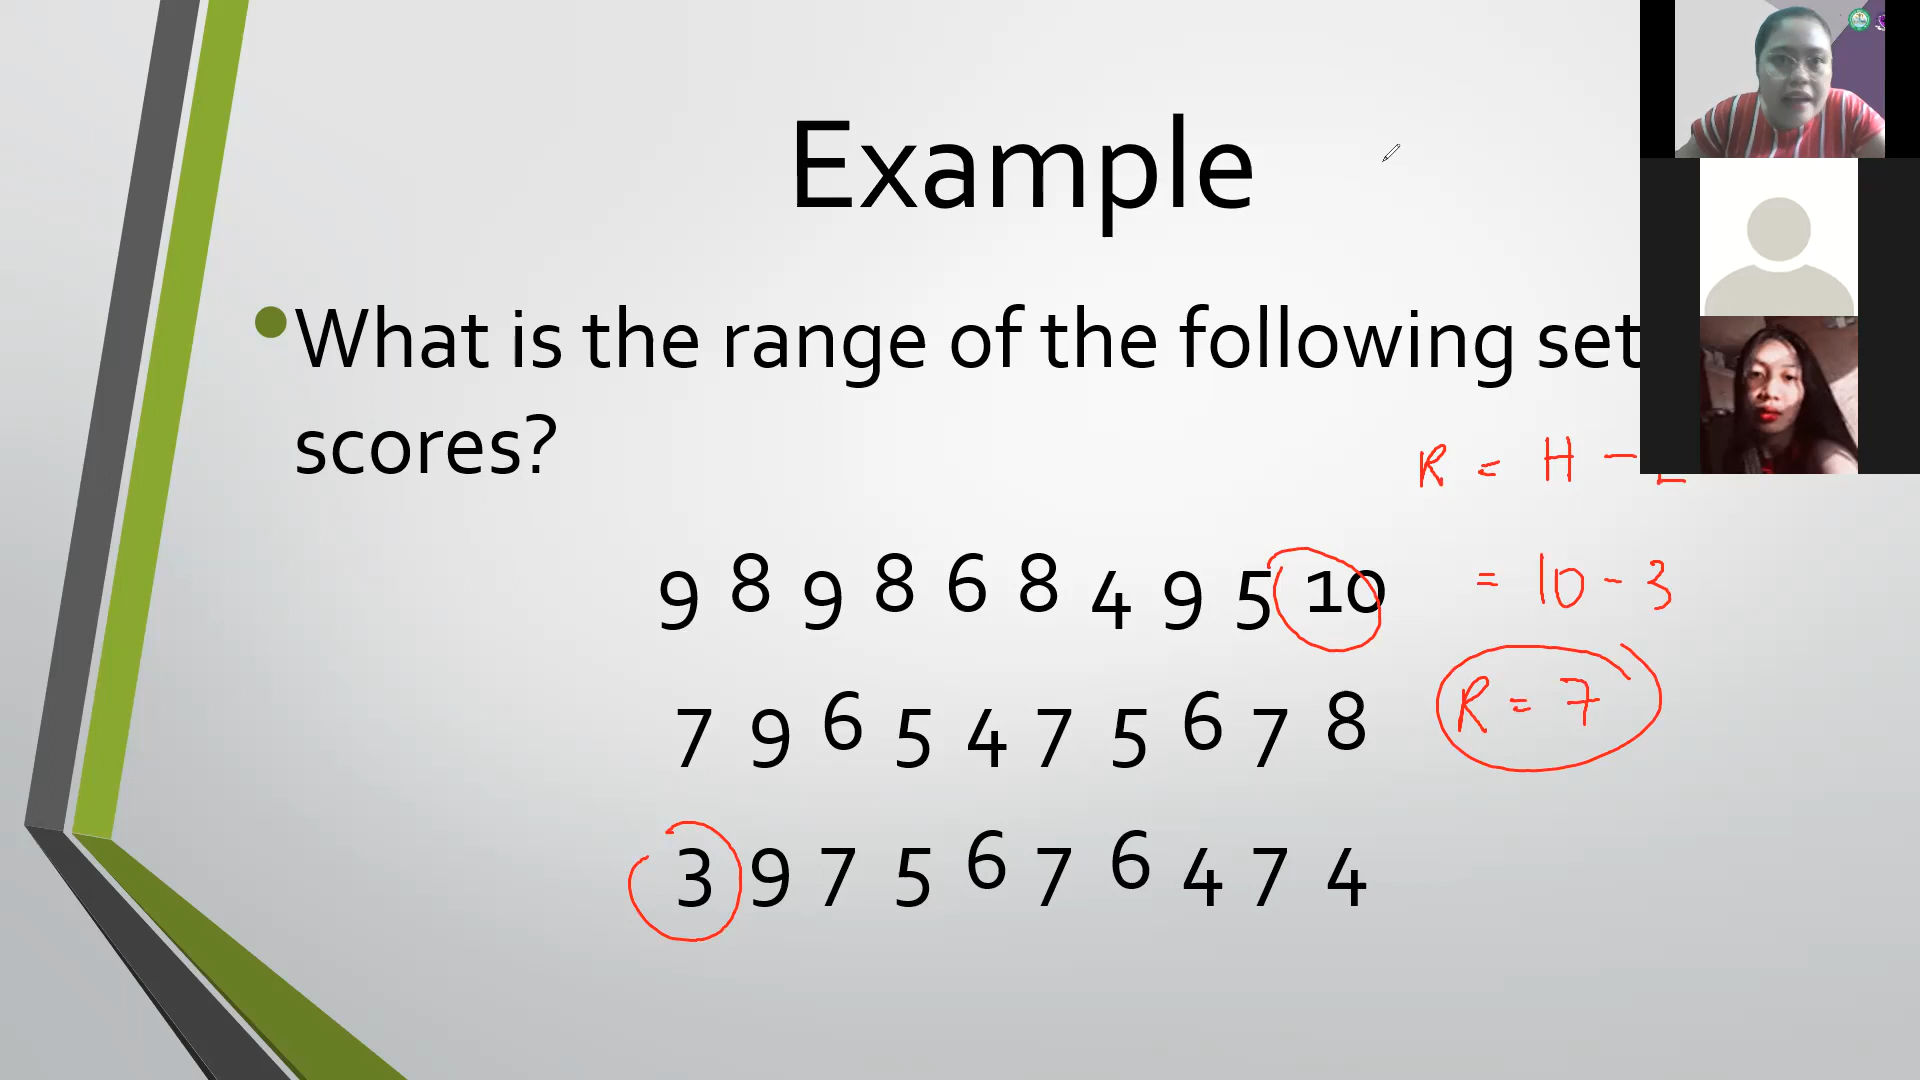 Example
What is the range of the following set
scores?
R = H -
9 8 9 8 6 8 4 9 5 10
= 10 - 3
7 9 6 5 4 7 5 6 7 8
R = 7
3 9 7 5 6 7 6 4 7 4